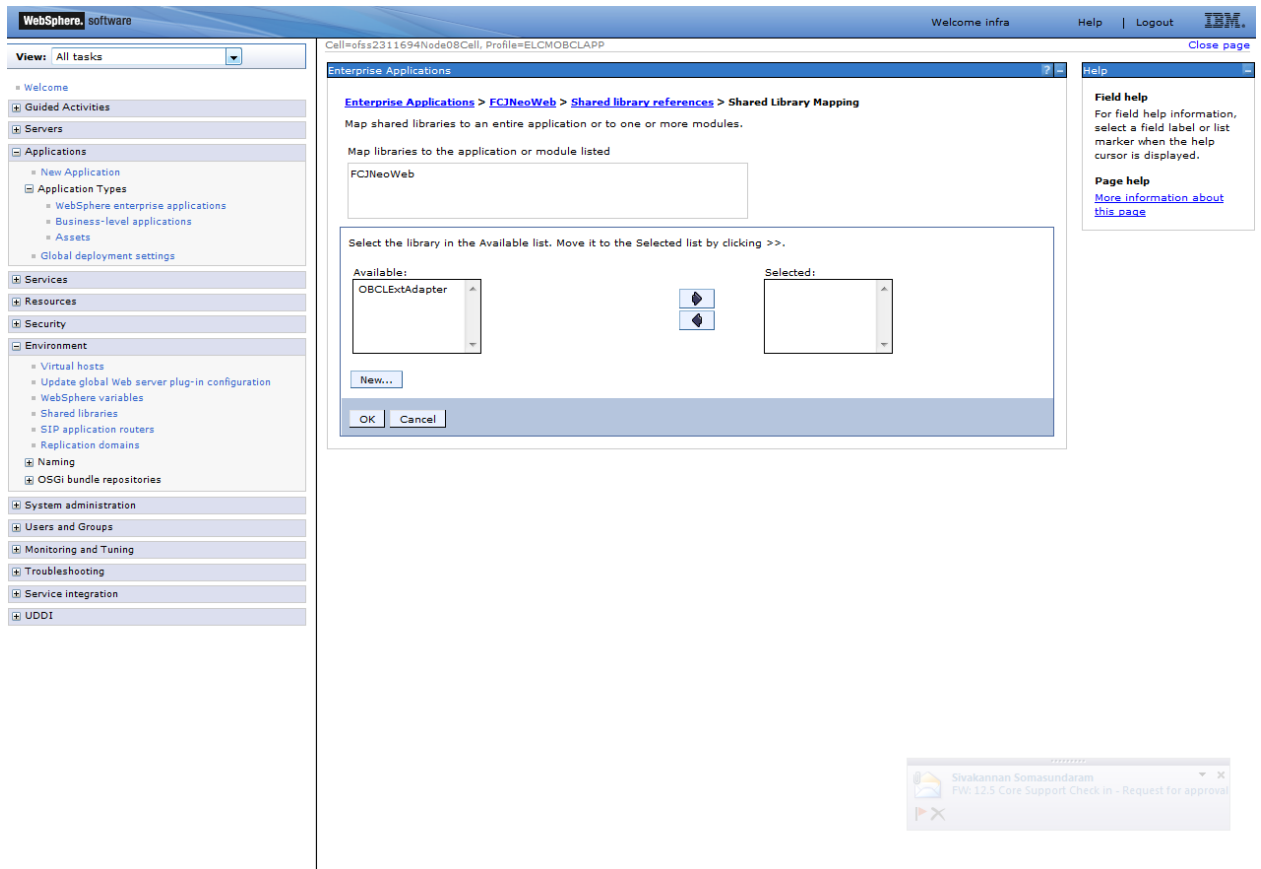 WebSphere. software
Welcome infra Help | Logout IBM.
View: All tasks
Cell=ofss2311694Node08Cell, Profile=ELCMOBCLAPP
Close page
Welcome
Guided Activities
Servers
Applications
New Application
Application Types
WebSphere enterprise applications
Business-level applications
Assets
Global deployment settings
Services
Resources
Security
Environment
Virtual hosts
Update global Web server plug-in configuration
WebSphere variables
Shared libraries
SIP application routers
Replication domains
Naming
OSGi bundle repositories
System administration
Users and Groups
Monitoring and Tuning
Troubleshooting
Service integration
UDDI
Enterprise Applications ?
Enterprise Applications > FCJNeoWeb > Shared library references > Shared Library Mapping
Map shared libraries to an entire application or to one or more modules.
Map libraries to the application or module listed
FCJNeoWeb
Select the library in the Available list. Move it to the Selected list by clicking >>.
Available:
OBCLExtAdapter
Selected:
New...
OK Cancel
Help
Field help
For field help information,
select a field label or list
marker when the help
cursor is displayed.
Page help
More information about
this page
Sivakannan Somasundaram
FW: 12.5 Core Support Check in - Request for approval